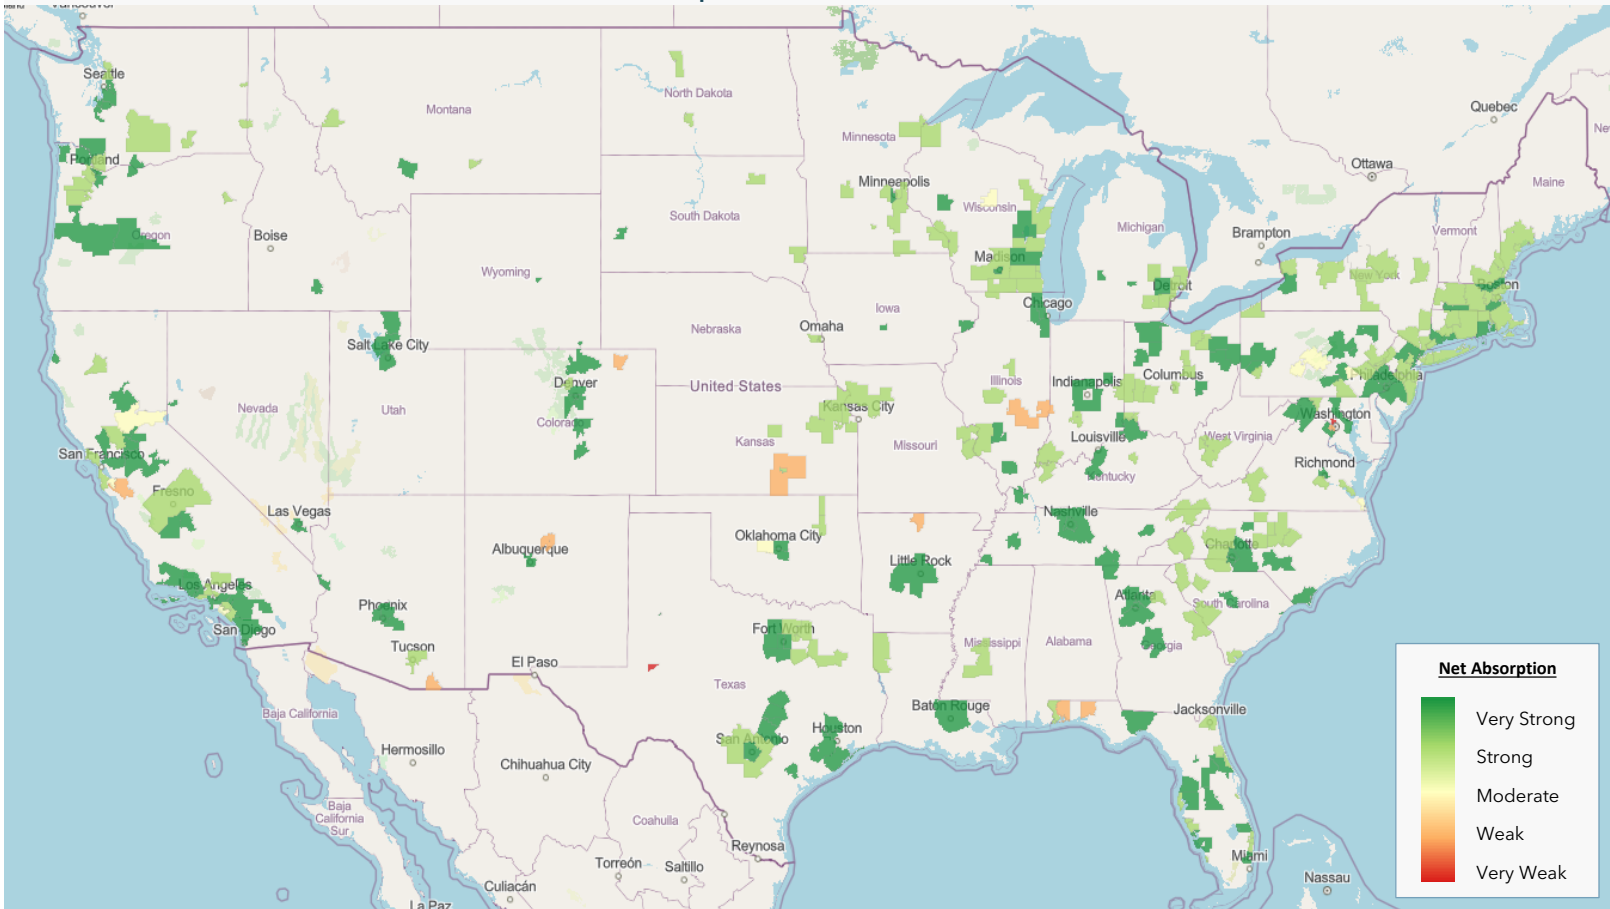 Vancouver
Seattle
Montana
North Dakota
Minnesota
Quebec
Ottawa
Maine
Portland
Minneapolis
South Dakota
Wisconsin
Michigan
Brampton
Vermont
Oregon
Boise
Wyoming
Madison
Detroit
New York
Boston
Chicago
Iowa
Nebraska
Omaha
Salt Lake City
Denver
United States
Illinois
Indianapolis
Columbus
Philadelphia
Nevada
Utah
Colorado
Kansas City
Kansas
Missouri
Louisville
West Virginia
Washington
San Francisco
Kentucky
Richmond
Fresno
Las Vegas
Nashville
Albuquerque
Oklahoma City
Charlotte
Little Rock
Los Angeles
Phoenix
Atlanta
South Carolina
San Diego
Fort Worth
Tucson
Mississippi
Alabama
Georgia
El Paso
Texas
Baton Rouge
Jacksonville
Baja California
San Antonio
Houston
Hermosillo
Chihuahua City
Baja
California
Sur
Coahuila
Reynosa
Torreón
Saltillo
Miami
Culiacán
Nassau
La Paz
Net Absorption
Very Strong
Strong
Moderate
Weak
Very Weak